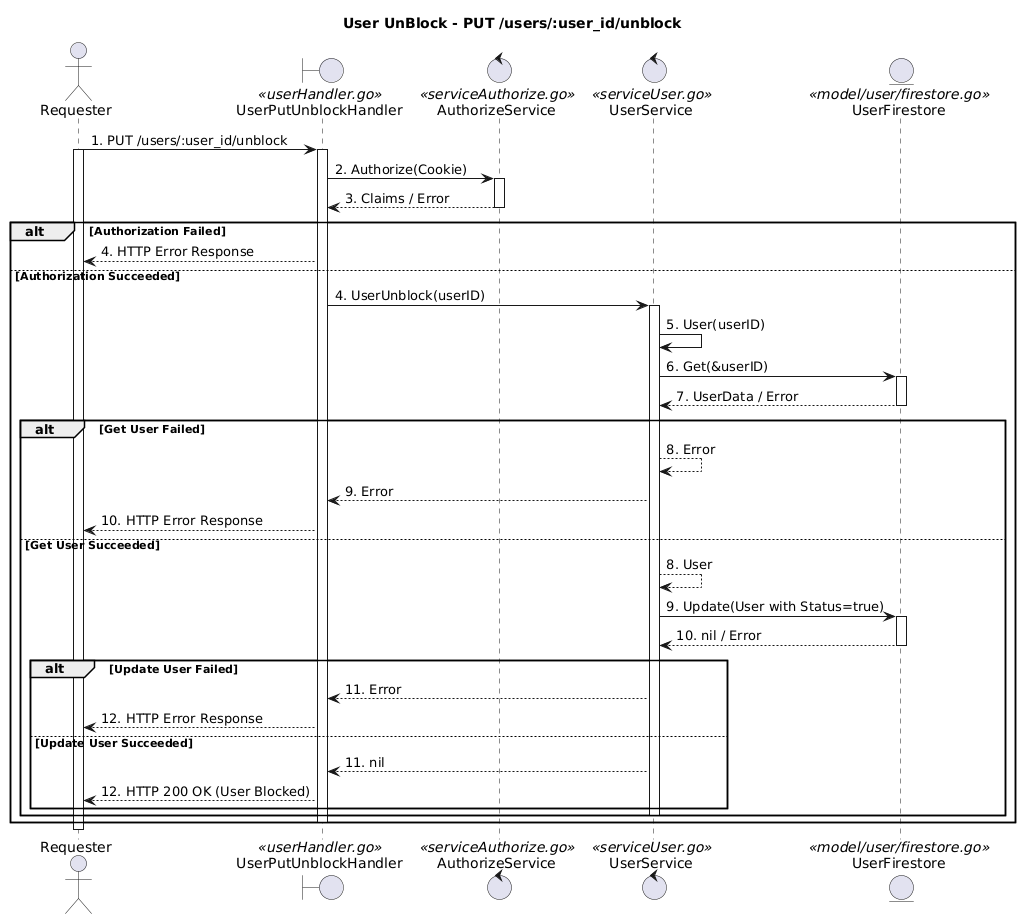 User UnBlock - PUT /users/:user_id/unblock
«userHandler.go» «serviceAuthorize.go» «serviceUser.go» «model/user/firestore.go»
Requester UserPutUnblockHandler AuthorizeService UserService UserFirestore
1. PUT /users/:user_id/unblock
2. Authorize(Cookie)
3. Claims / Error
alt [Authorization Failed]
4. HTTP Error Response
[Authorization Succeeded]
4. UserUnblock(userID)
5. User(userID)
6. Get(&userID)
7. UserData / Error
alt [Get User Failed]
8. Error
9. Error
10. HTTP Error Response
[Get User Succeeded]
8. User
9. Update(User with Status=true)
10. nil / Error
alt [Update User Failed]
11. Error
12. HTTP Error Response
[Update User Succeeded]
11. nil
12. HTTP 200 OK (User Blocked)
Requester «userHandler.go» «serviceAuthorize.go» «serviceUser.go» «model/user/firestore.go»
UserPutUnblockHandler AuthorizeService UserService UserFirestore